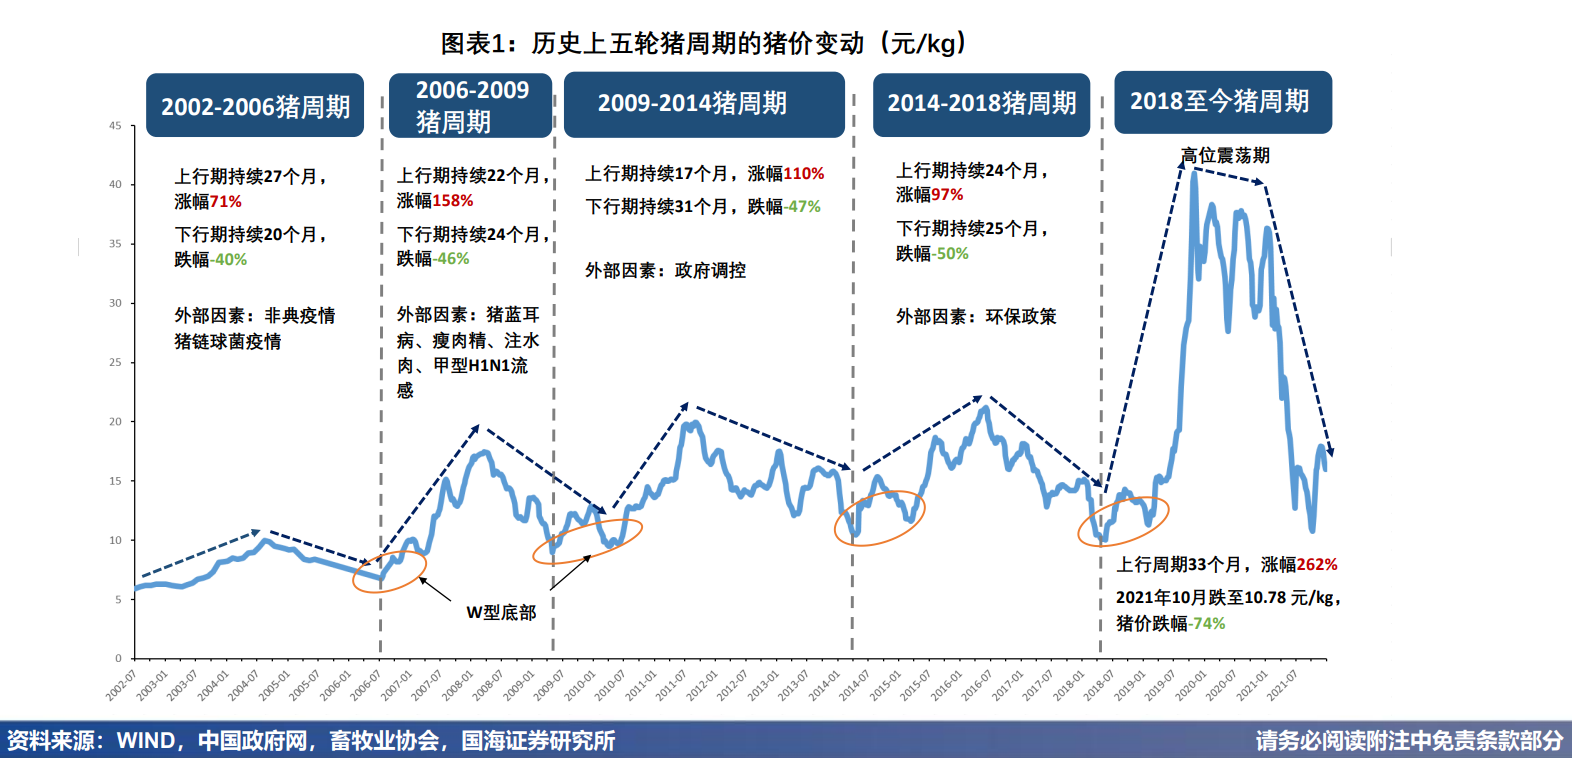 图表1：历史上五轮猪周期的猪价变动（元/kg）
2002-2006猪周期
2006-2009
猪周期
2009-2014猪周期
2014-2018猪周期
2018至今猪周期
上行期持续27个月，
涨幅71%
下行期持续20个月，
跌幅-40%
外部因素：非典疫情
猪链球菌疫情
上行期持续22个月，
涨幅158%
下行期持续24个月，
跌幅-46%
外部因素：猪蓝耳
病、瘦肉精、注水
肉、甲型H1N1流
感
上行期持续17个月，涨幅110%
下行期持续31个月，跌幅-47%
外部因素：政府调控
上行期持续24个月，
涨幅97%
下行期持续25个月，
跌幅-50%
外部因素：环保政策
高位震荡期
上行周期33个月，涨幅262%
2021年10月跌至10.78 元/kg，
猪价跌幅-74%
W型底部
45
40
35
30
25
20
15
10
5
0
2002-07
2003-01
2003-07
2004-01
2004-07
2005-01
2005-07
2006-01
2006-07
2007-01
2007-07
2008-01
2008-07
2009-01
2009-07
2010-01
2010-07
2011-01
2011-07
2012-01
2012-07
2013-01
2013-07
2014-01
2014-07
2015-01
2015-07
2016-01
2016-07
2017-01
2017-07
2018-01
2018-07
2019-01
2019-07
2020-01
2020-07
2021-01
2021-07
资料来源：WIND，中国政府网，畜牧业协会，国海证券研究所
请务必阅读附注中免责条款部分